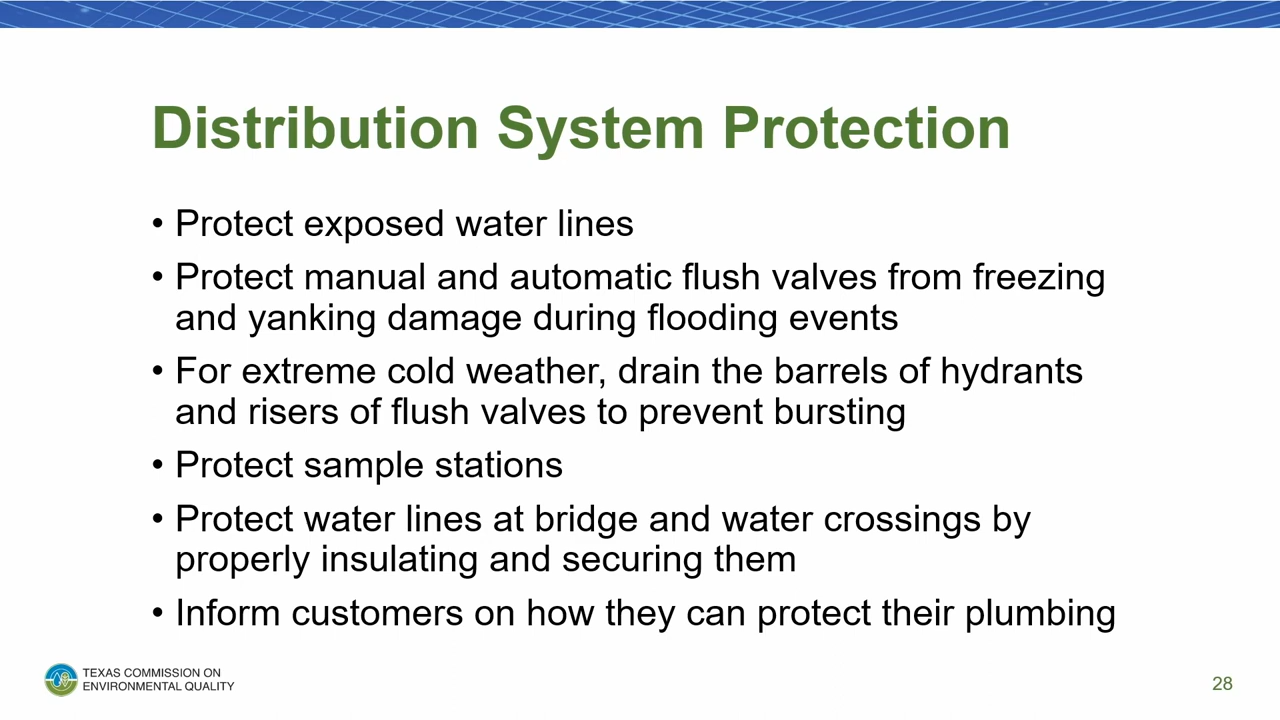 Distribution System Protection
• Protect exposed water lines
• Protect manual and automatic flush valves from freezing
and yanking damage during flooding events
• For extreme cold weather, drain the barrels of hydrants
and risers of flush valves to prevent bursting
• Protect sample stations
• Protect water lines at bridge and water crossings by
properly insulating and securing them
• Inform customers on how they can protect their plumbing
TEXAS COMMISSION ON
ENVIRONMENTAL QUALITY
28